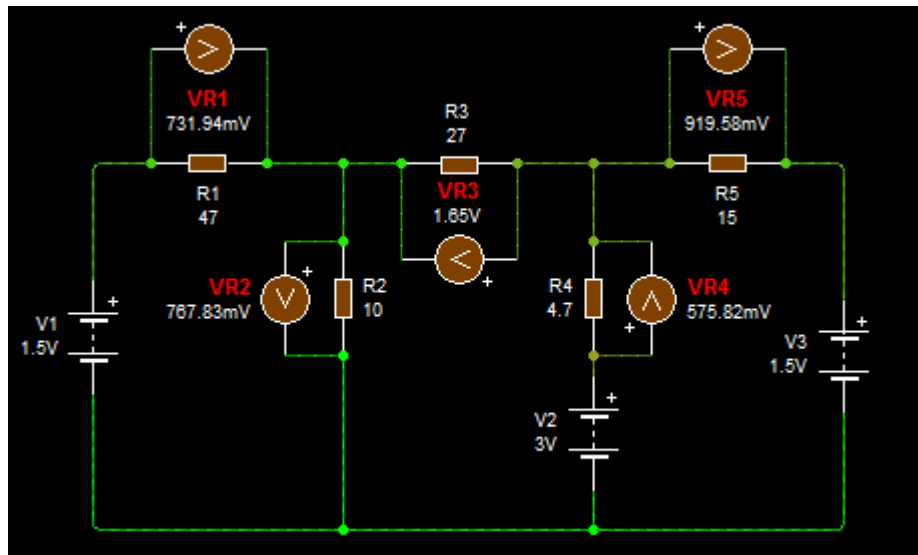 +
VR1
731.94mV
R1
47
R3
27
VR3
1.65V
+
+
VR5
919.58mV
R5
15
VR2
767.83mV
+
R2
10
R4
4.7
VR4
575.82mV
+
V1
1.5V
+
V2
3V
+
V3
1.5V
+